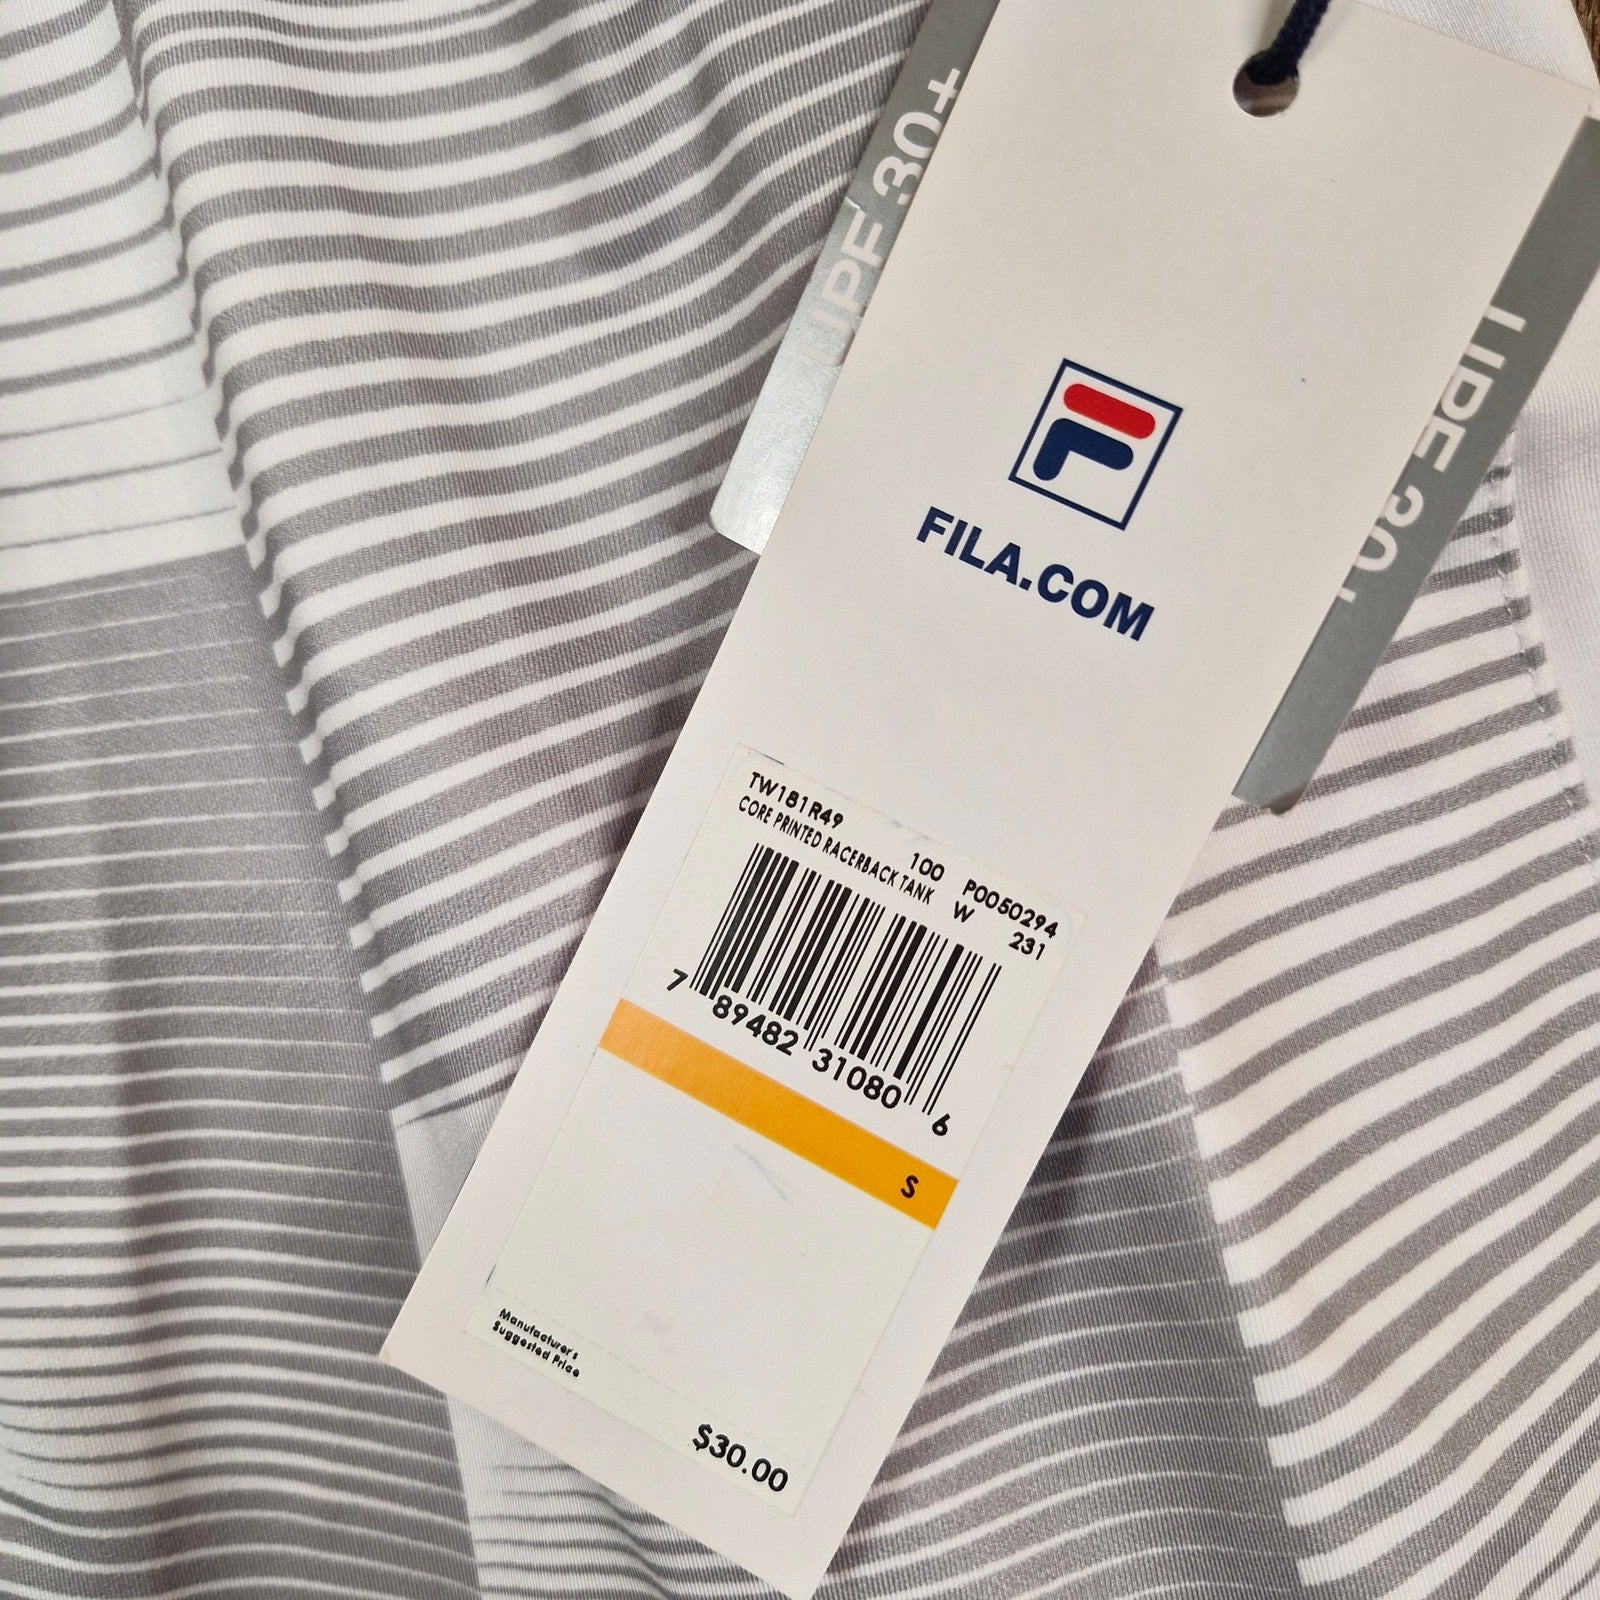 UPF 30+
UPF 30+
FILA.COM
TW181R49 100 P0050294
CORE PRINTED RACERBACK TANK W 231
7 89482 31080 6
S
Manufacturer's
Suggested Price
$30.00